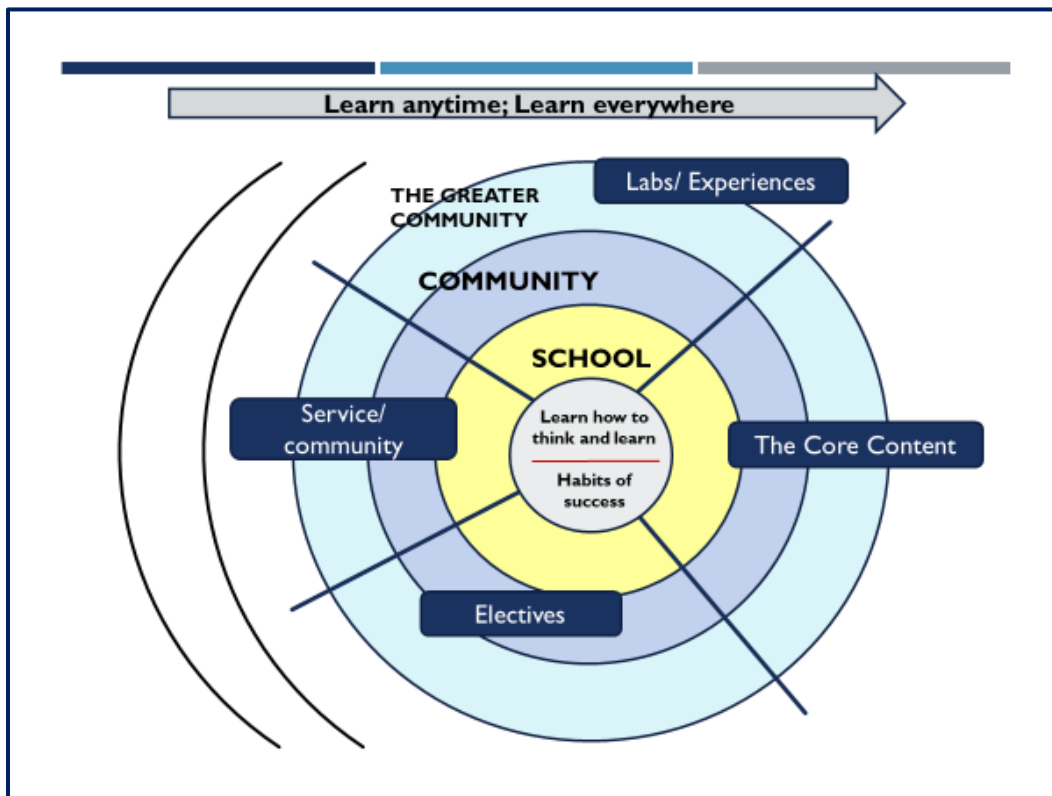 Learn anytime; Learn everywhere
Labs/ Experiences
THE GREATER
COMMUNITY
COMMUNITY
SCHOOL
Learn how to
think and learn
Habits of
success
Service/
community
The Core Content
Electives